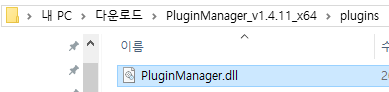 내 PC > 다운로드 > PluginManager_v1.4.11_x64 > plugins
이름
PluginManager.dll